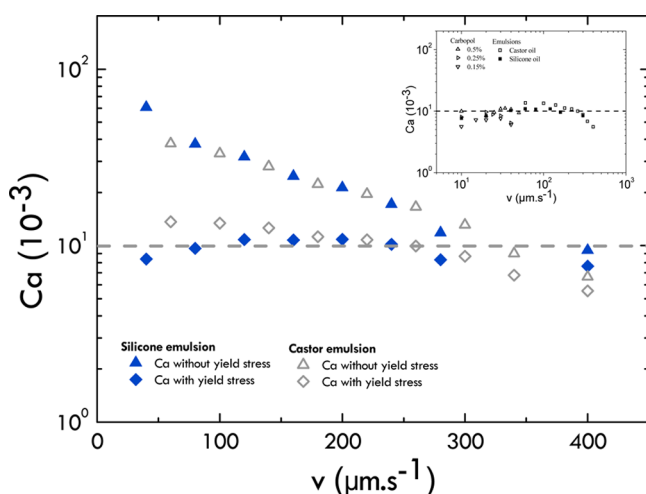 10²
10¹
10⁰
Ca (10⁻³)
0
100
200
300
400
v (µm.s⁻¹)
Silicone emulsion
Ca without yield stress
Ca with yield stress
Castor emulsion
Ca without yield stress
Ca with yield stress
Carbopol
0.5%
0.25%
0.15%
Emulsions
Castor oil
Silicone oil
10²
10¹
10⁰
Ca (10⁻³)
10¹
10²
10³
v (µm.s⁻¹)